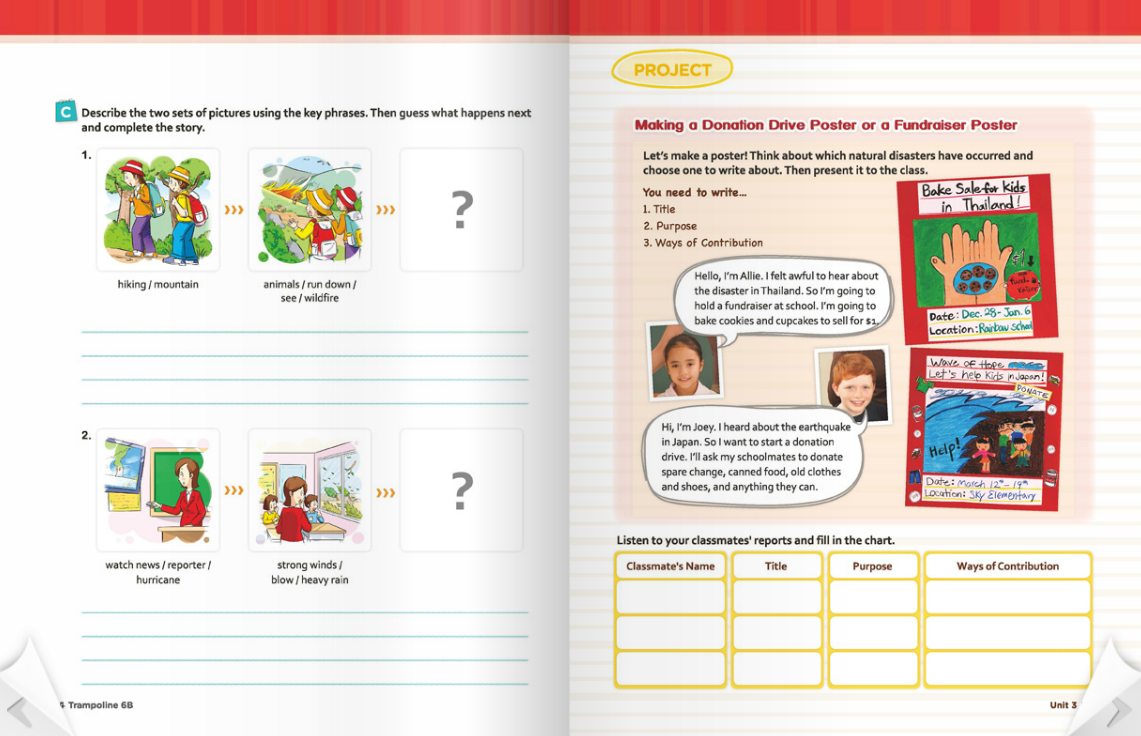 C Describe the two sets of pictures using the key phrases. Then guess what happens next
and complete the story.
1.
?
hiking / mountain
animals / run down /
see / wildfire
2.
?
watch news / reporter /
hurricane
strong winds /
blow / heavy rain
Trampoline 6B
PROJECT
Making a Donation Drive Poster or a Fundraiser Poster
Let's make a poster! Think about which natural disasters have occurred and
choose one to write about. Then present it to the class.
You need to write...
1. Title
2. Purpose
3. Ways of Contribution
Bake Sale for kids
in Thailand!
$1
Date: Dec. 28 - Jan. 6
Location: Rainbow School
Hello, I'm Allie. I felt awful to hear about
the disaster in Thailand. So I'm going to
hold a fundraiser at school. I'm going to
bake cookies and cupcakes to sell for $1.
Wave of Hope
Let's help kids in Japan!
DONATE
Help!
Date: March 12th - 19th
Location: Sky Elementary
Hi, I'm Joey. I heard about the earthquake
in Japan. So I want to start a donation
drive. I'll ask my schoolmates to donate
spare change, canned food, old clothes
and shoes, and anything they can.
Listen to your classmates' reports and fill in the chart.
Classmate's Name Title Purpose Ways of Contribution
Unit 3